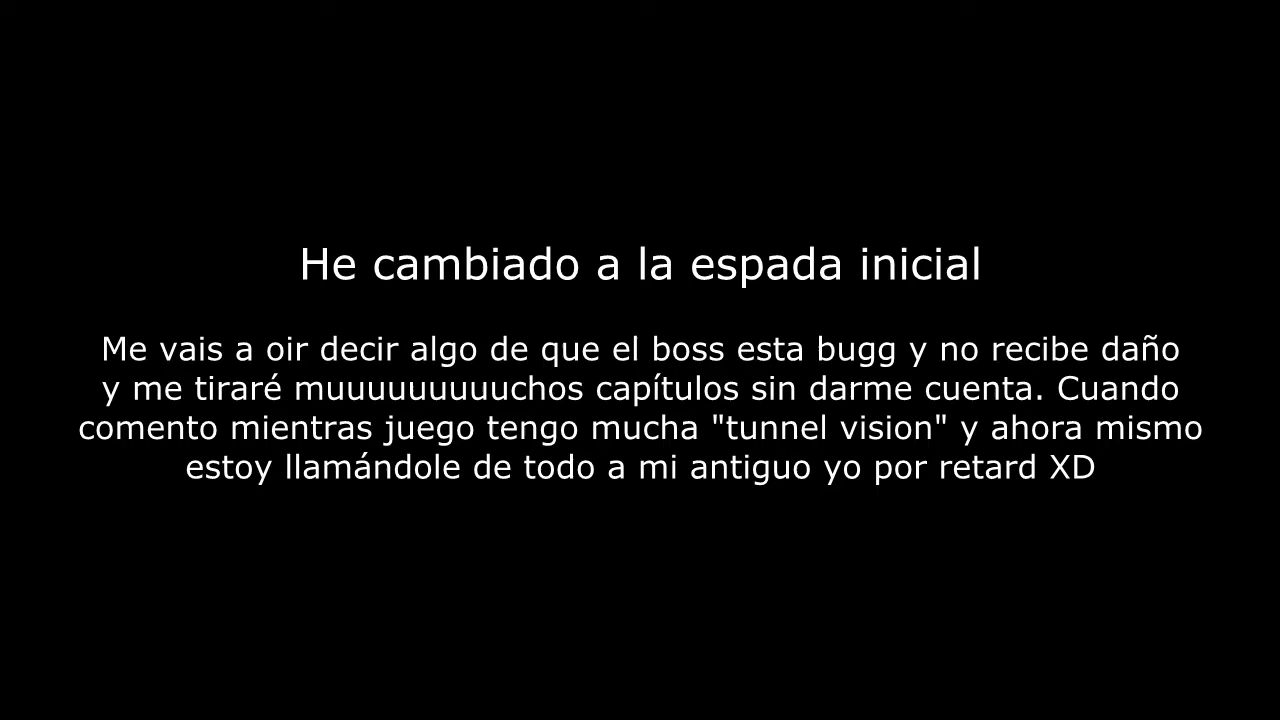 He cambiado a la espada inicial
Me vais a oir decir algo de que el boss esta bugg y no recibe daño
y me tiraré muuuuuuuuuchos capítulos sin darme cuenta. Cuando
comento mientras juego tengo mucha "tunnel vision" y ahora mismo
estoy llamándole de todo a mi antiguo yo por retard XD